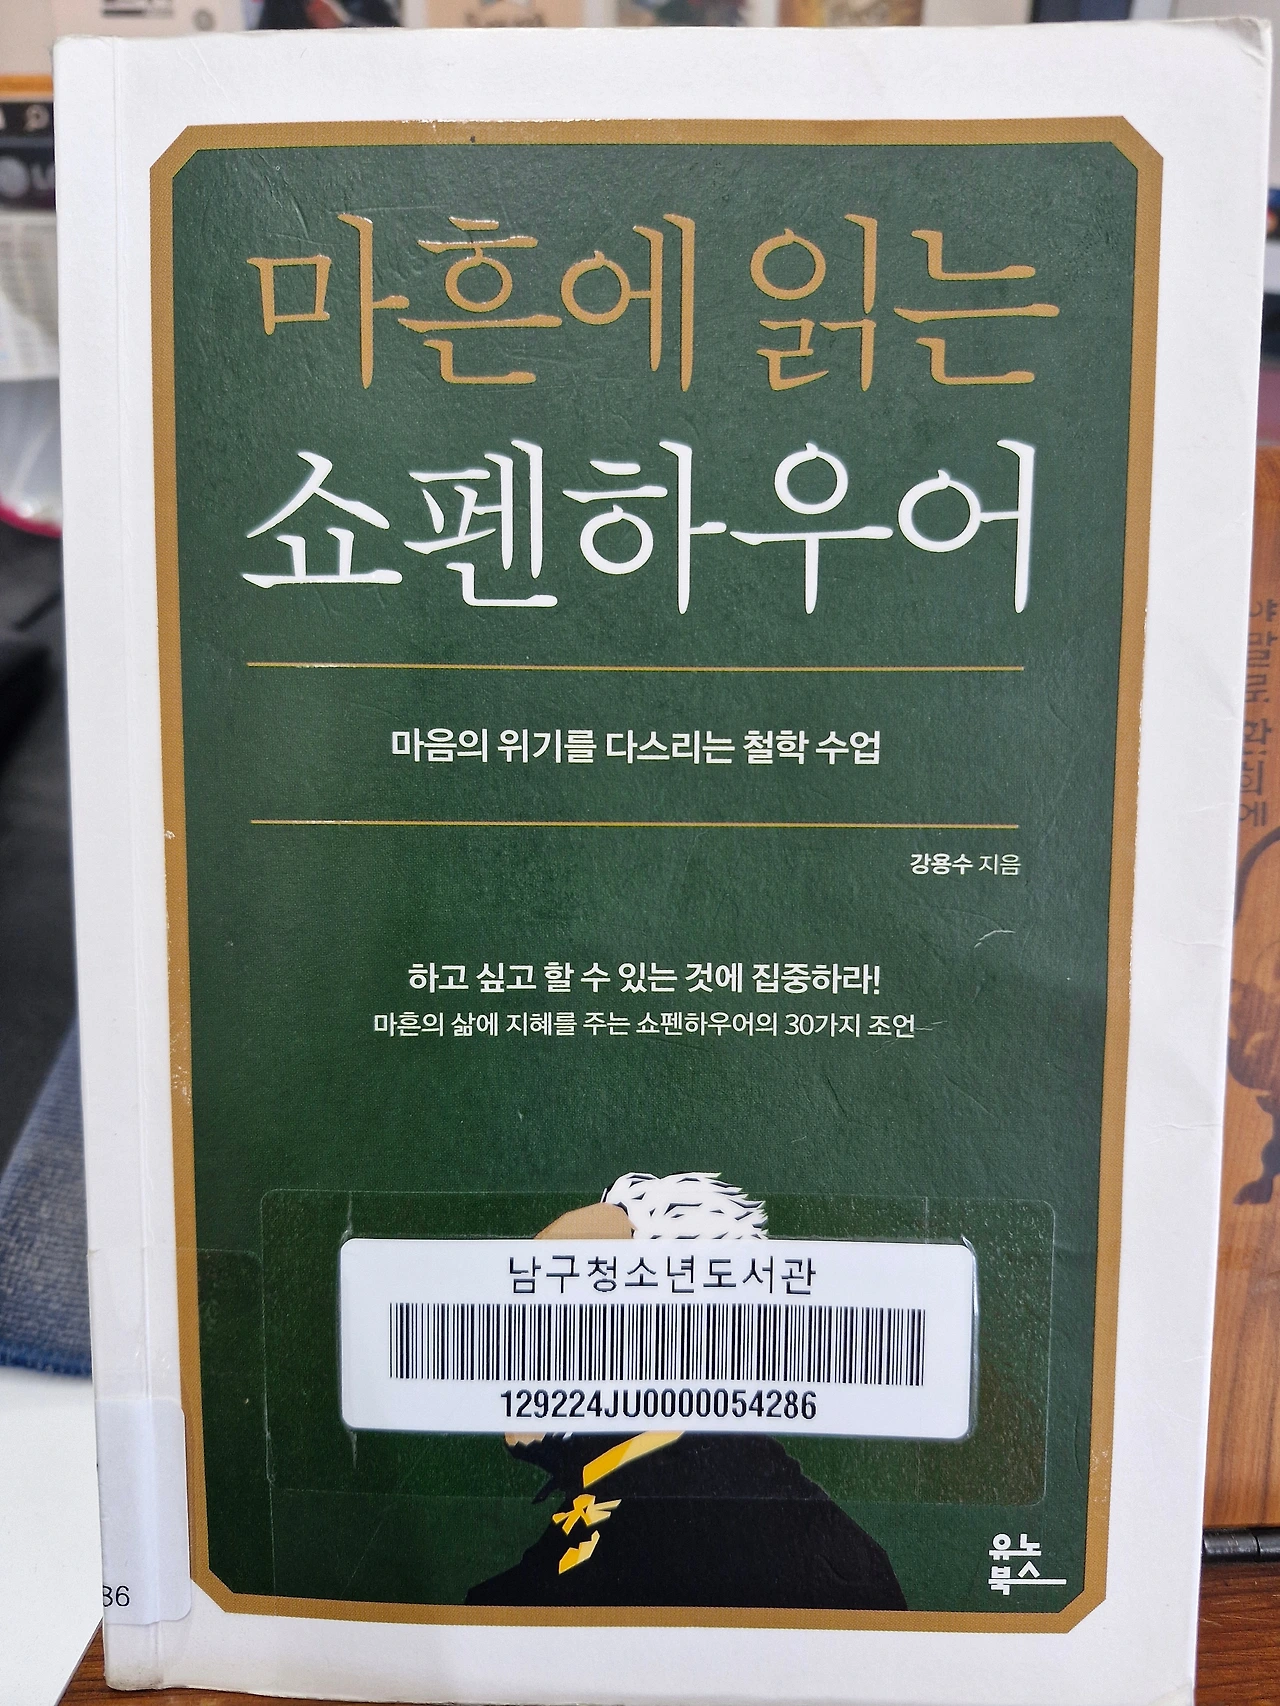 마흔에 읽는
쇼펜하우어
마음의 위기를 다스리는 철학 수업
강용수 지음
하고 싶고 할 수 있는 것에 집중하라!
마흔의 삶에 지혜를 주는 쇼펜하우어의 30가지 조언
남구청소년도서관
129224JU0000054286
유노
북스
86